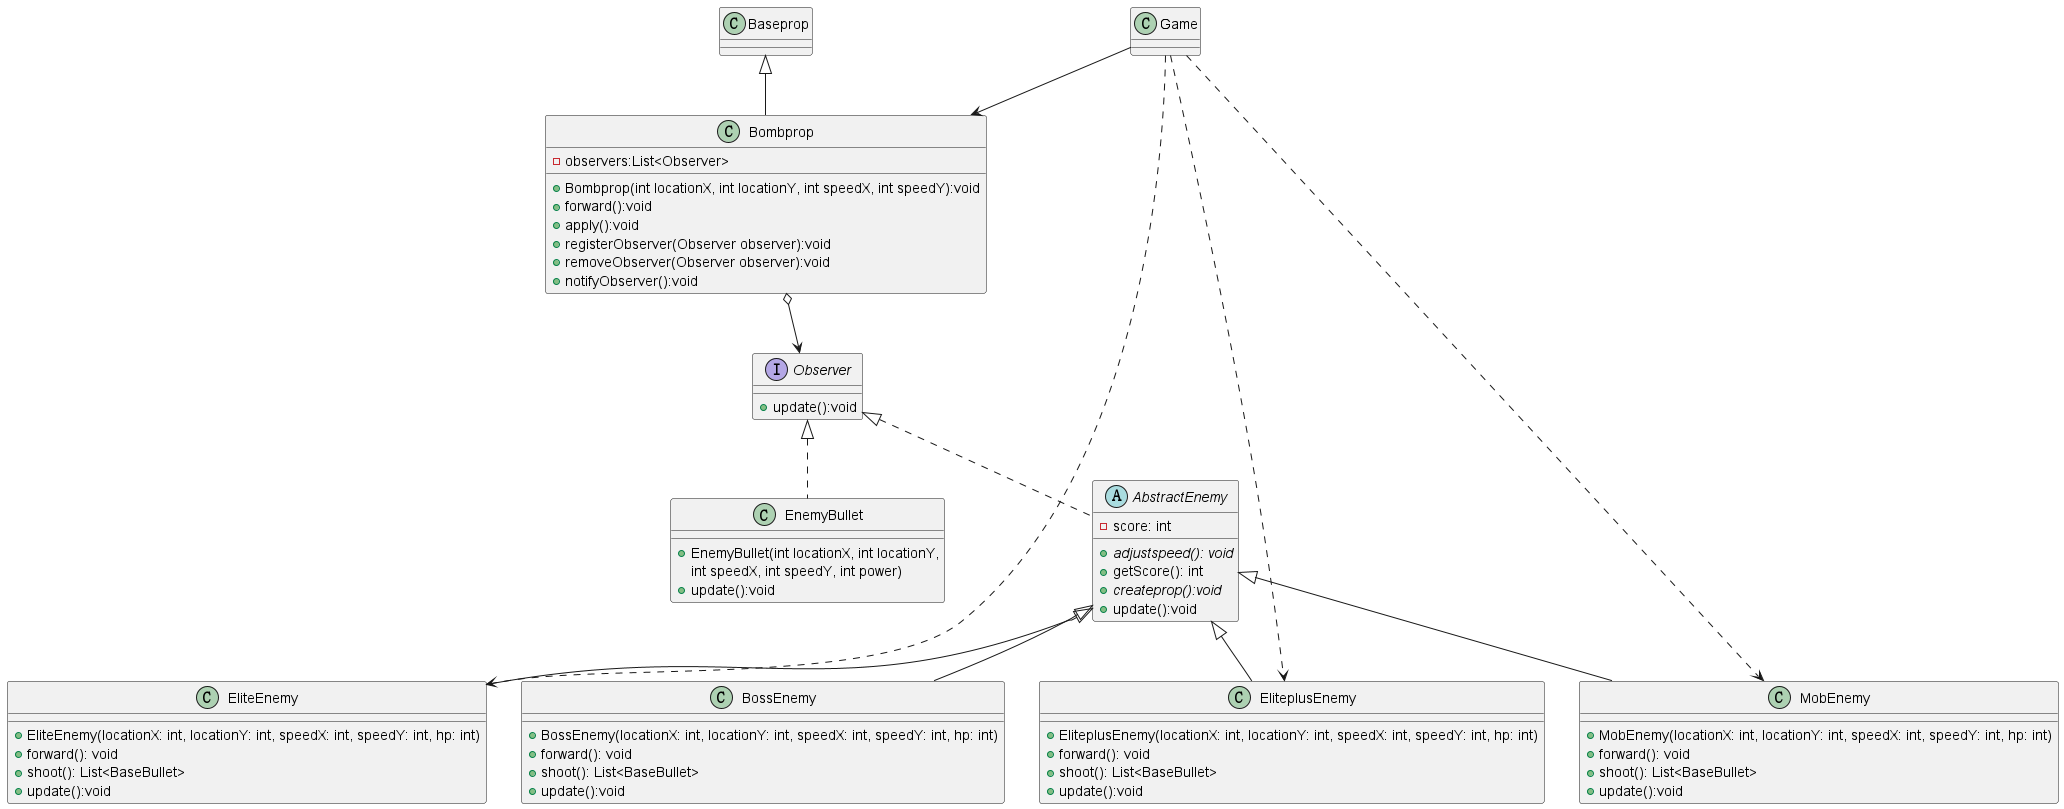 C Baseprop
C Game
C Bombprop
observers:List<Observer>
Bombprop(int locationX, int locationY, int speedX, int speedY):void
forward():void
apply():void
registerObserver(Observer observer):void
removeObserver(Observer observer):void
notifyObserver():void
I Observer
update():void
C EnemyBullet
EnemyBullet(int locationX, int locationY,
int speedX, int speedY, int power)
update():void
A AbstractEnemy
score: int
adjustspeed(): void
getScore(): int
createprop():void
update():void
C EliteEnemy
EliteEnemy(locationX: int, locationY: int, speedX: int, speedY: int, hp: int)
forward(): void
shoot(): List<BaseBullet>
update():void
C BossEnemy
BossEnemy(locationX: int, locationY: int, speedX: int, speedY: int, hp: int)
forward(): void
shoot(): List<BaseBullet>
update():void
C EliteplusEnemy
EliteplusEnemy(locationX: int, locationY: int, speedX: int, speedY: int, hp: int)
forward(): void
shoot(): List<BaseBullet>
update():void
C MobEnemy
MobEnemy(locationX: int, locationY: int, speedX: int, speedY: int, hp: int)
forward(): void
shoot(): List<BaseBullet>
update():void